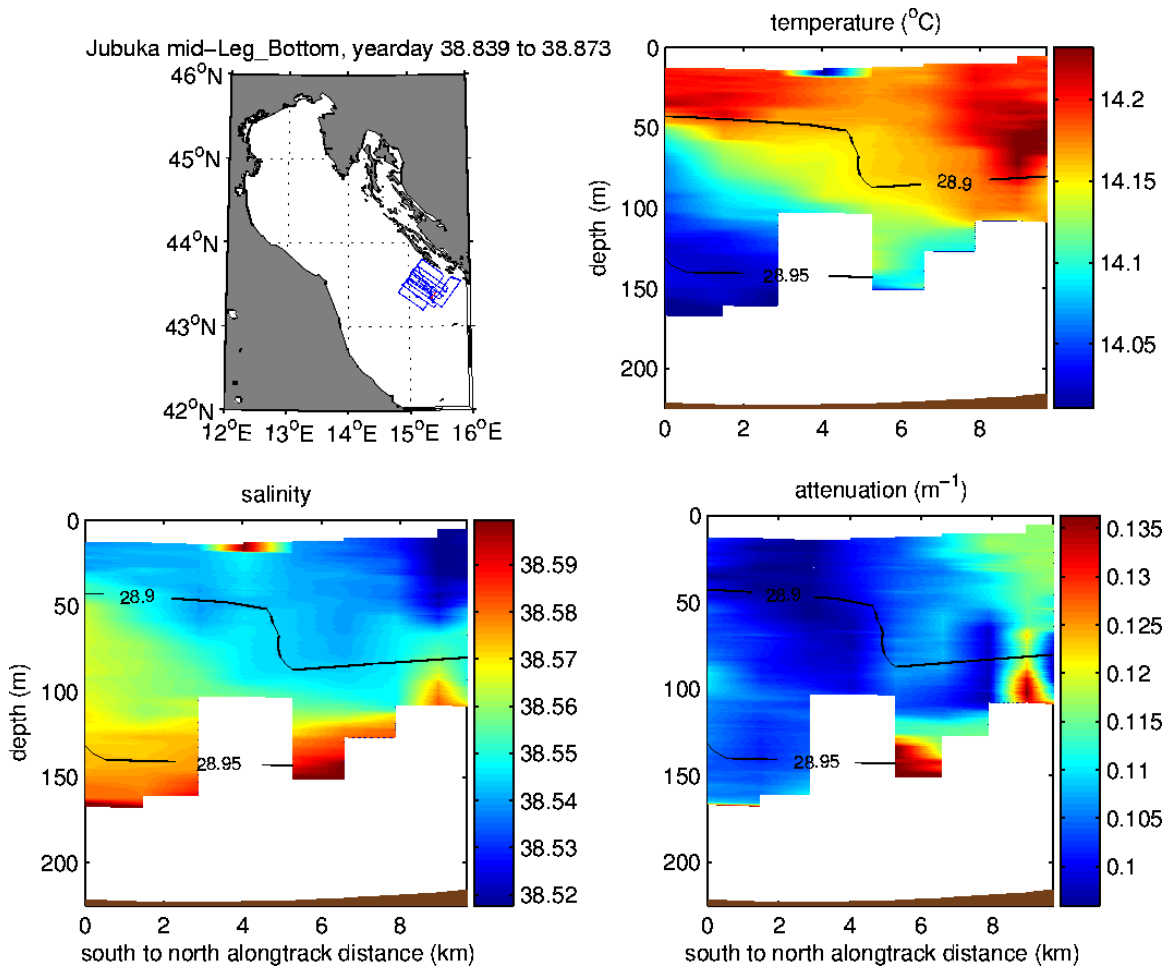 Jubuka mid-Leg_Bottom, yearday 38.839 to 38.873
46°N
45°N
44°N
43°N
42°N
12°E 13°E 14°E 15°E 16°E
temperature (°C)
0
50
100
150
200
depth (m)
28.9
28.95
0 2 4 6 8
14.2
14.15
14.1
14.05
salinity
0
50
100
150
200
depth (m)
28.9
28.95
0 2 4 6 8
south to north alongtrack distance (km)
38.59
38.58
38.57
38.56
38.55
38.54
38.53
38.52
attenuation (m⁻¹)
0
50
100
150
200
28.9
28.95
0 2 4 6 8
south to north alongtrack distance (km)
0.135
0.13
0.125
0.12
0.115
0.11
0.105
0.1